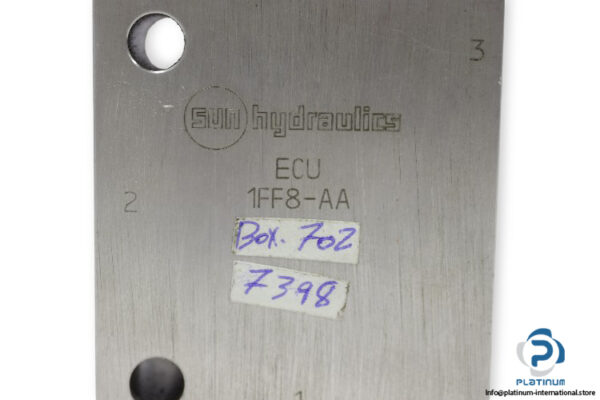 3
sun hydraulics
ECU
1FF8-AA
2
Box. 702
7398
1
PLATINUM
info@platinum-international.store